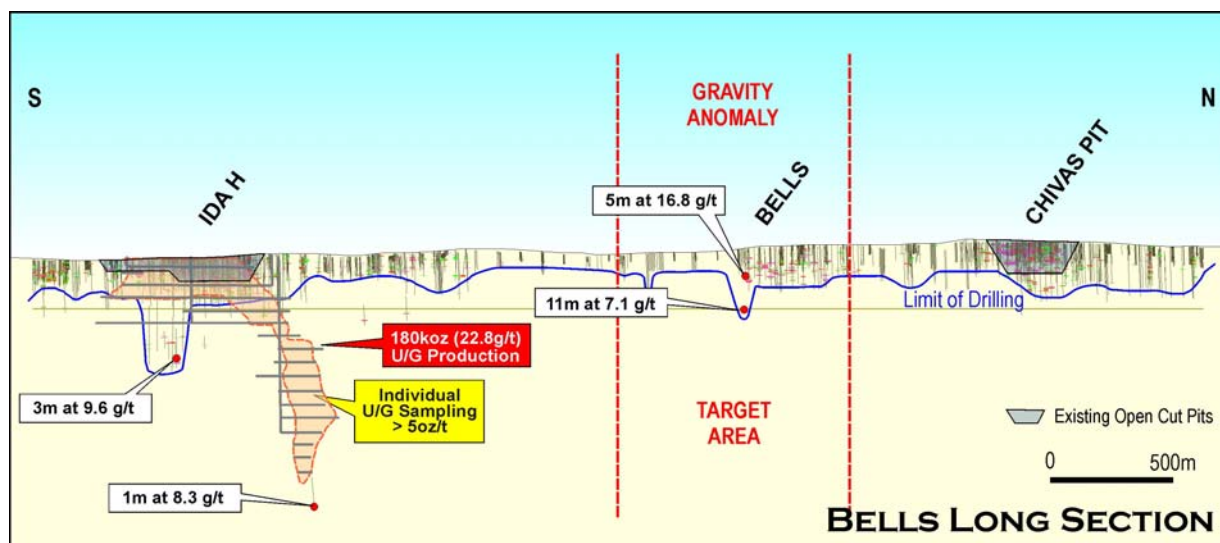 S
N
GRAVITY
ANOMALY
IDA H
BELLS
CHIVAS PIT
5m at 16.8 g/t
11m at 7.1 g/t
Limit of Drilling
180koz (22.8g/t)
U/G Production
Individual
U/G Sampling
> 5oz/t
3m at 9.6 g/t
TARGET
AREA
Existing Open Cut Pits
0 500m
1m at 8.3 g/t
BELLS LONG SECTION